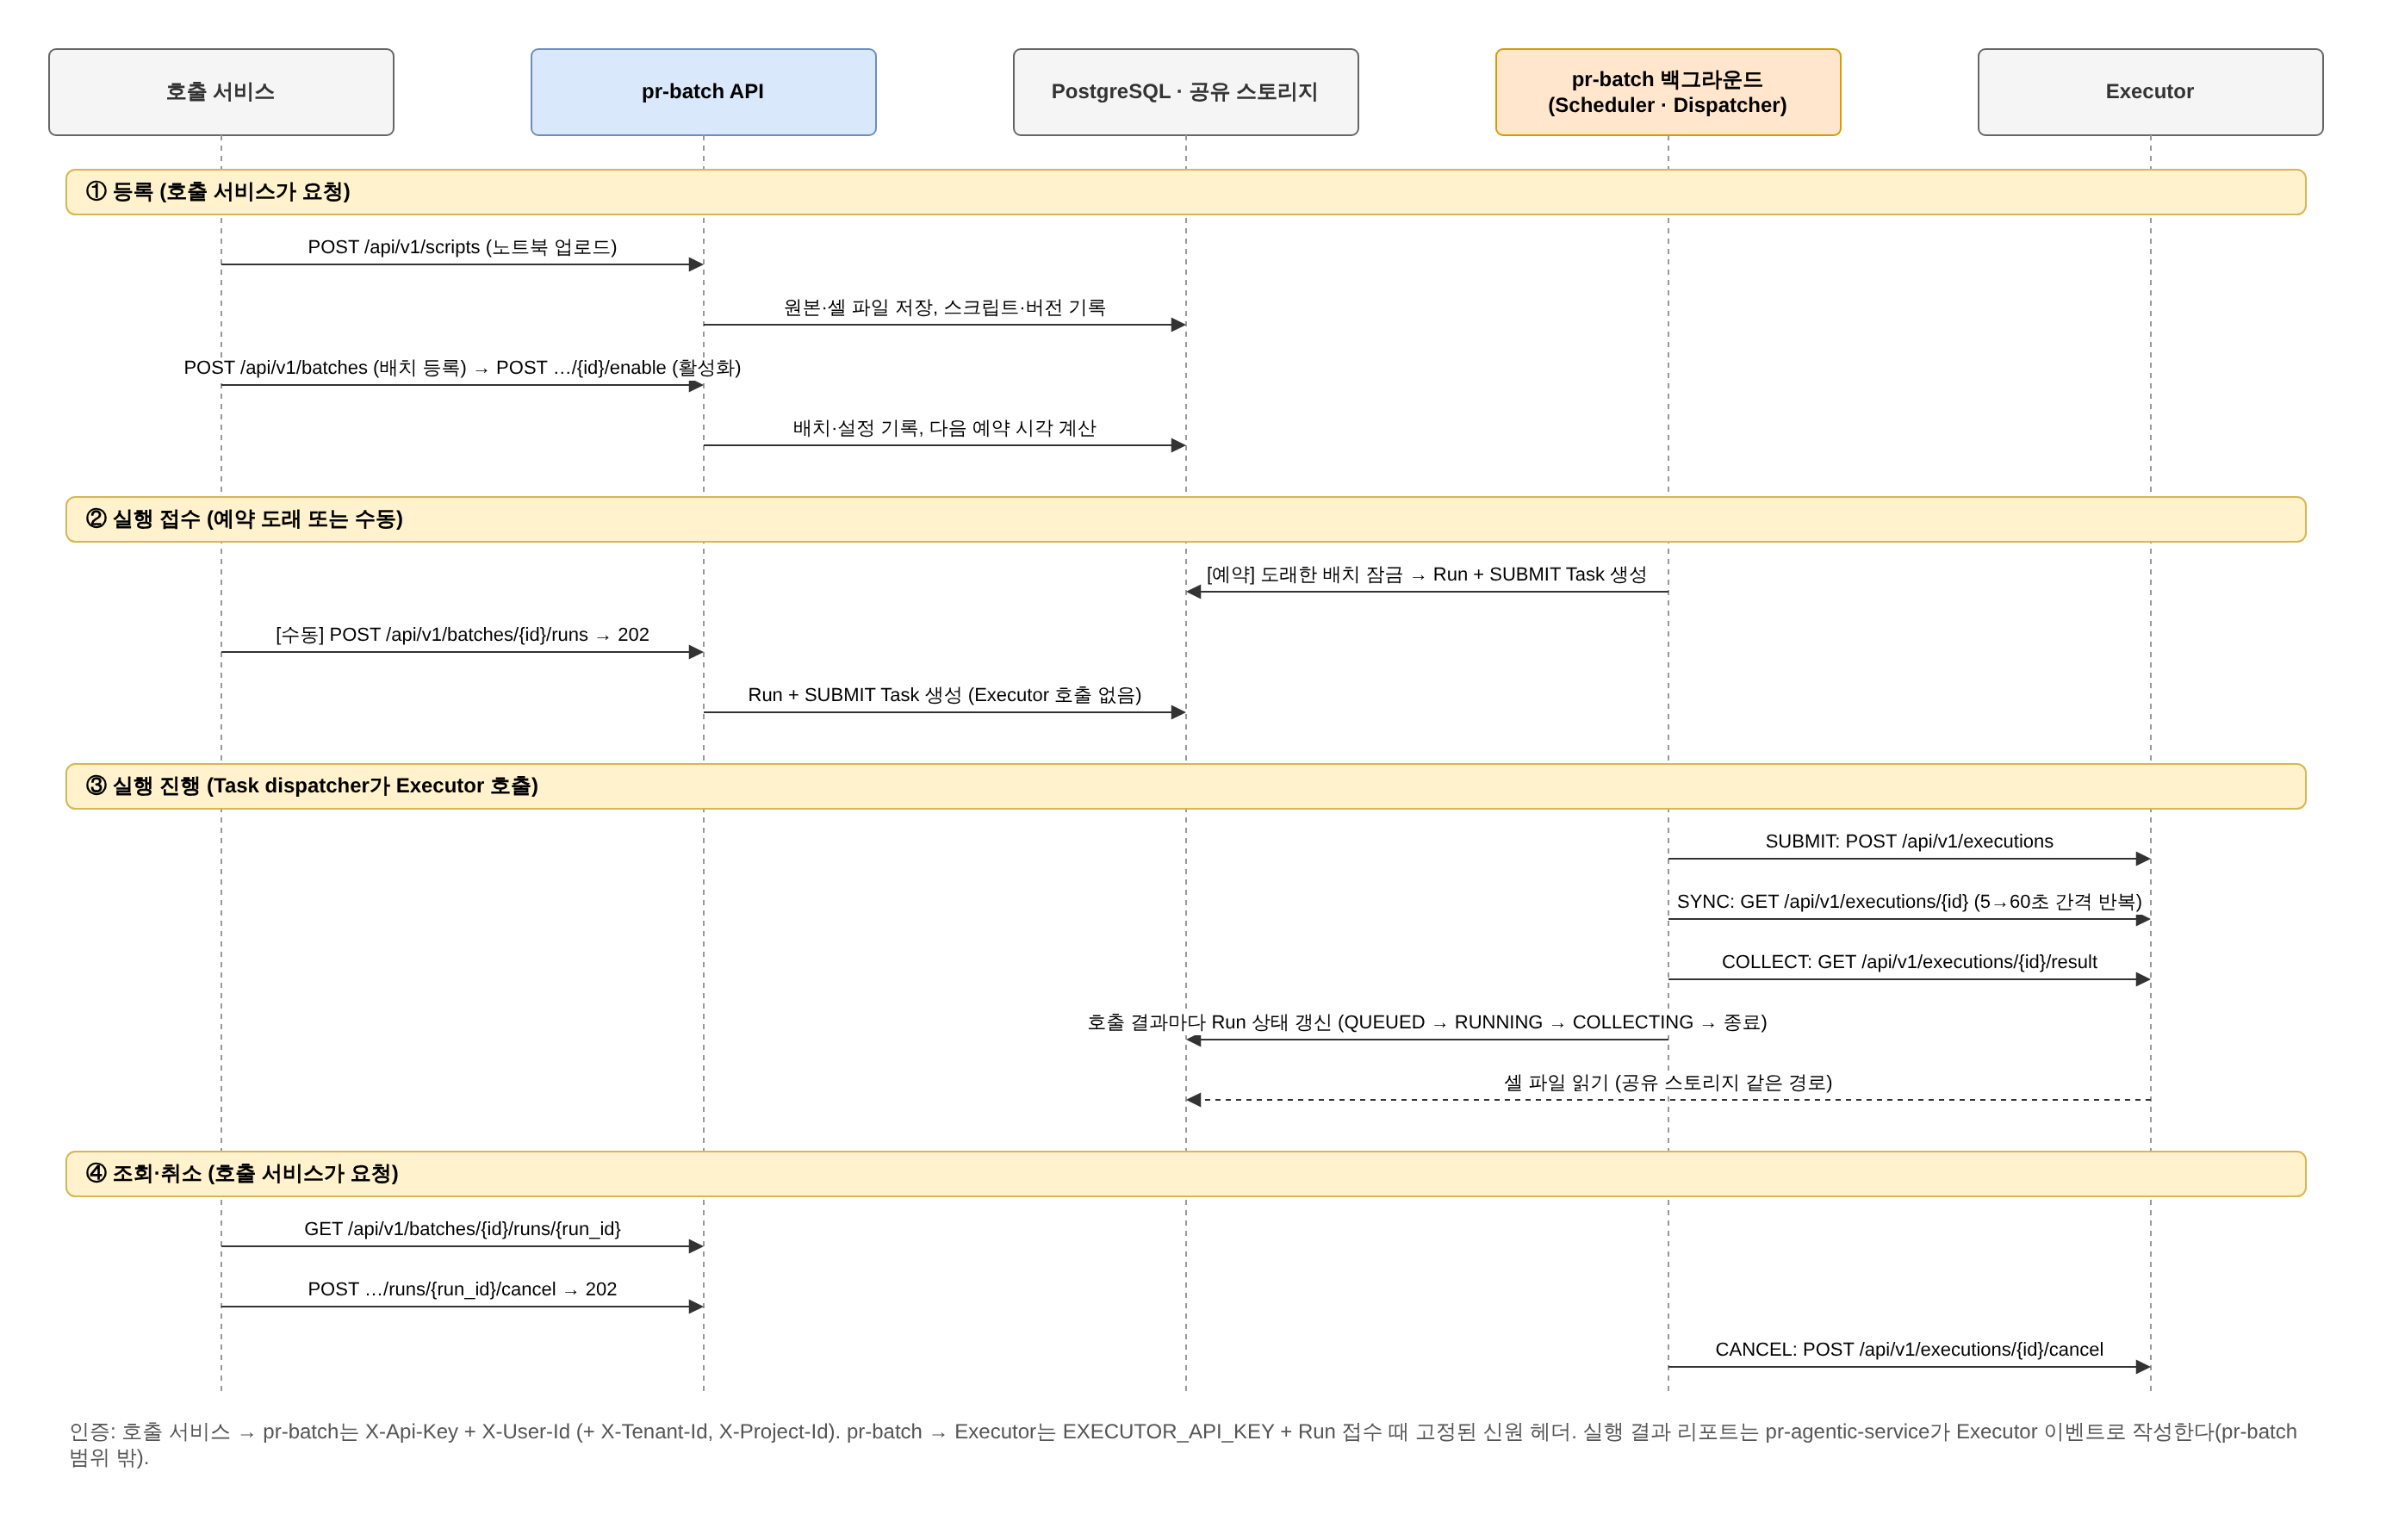 호출 서비스
pr-batch API
PostgreSQL · 공유 스토리지
pr-batch 백그라운드
(Scheduler · Dispatcher)
Executor
① 등록 (호출 서비스가 요청)
POST /api/v1/scripts (노트북 업로드)
원본·셀 파일 저장, 스크립트·버전 기록
POST /api/v1/batches (배치 등록) → POST …/{id}/enable (활성화)
배치·설정 기록, 다음 예약 시각 계산
② 실행 접수 (예약 도래 또는 수동)
[예약] 도래한 배치 잠금 → Run + SUBMIT Task 생성
[수동] POST /api/v1/batches/{id}/runs → 202
Run + SUBMIT Task 생성 (Executor 호출 없음)
③ 실행 진행 (Task dispatcher가 Executor 호출)
SUBMIT: POST /api/v1/executions
SYNC: GET /api/v1/executions/{id} (5→60초 간격 반복)
COLLECT: GET /api/v1/executions/{id}/result
호출 결과마다 Run 상태 갱신 (QUEUED → RUNNING → COLLECTING → 종료)
셀 파일 읽기 (공유 스토리지 같은 경로)
④ 조회·취소 (호출 서비스가 요청)
GET /api/v1/batches/{id}/runs/{run_id}
POST …/runs/{run_id}/cancel → 202
CANCEL: POST /api/v1/executions/{id}/cancel
인증: 호출 서비스 → pr-batch는 X-Api-Key + X-User-Id (+ X-Tenant-Id, X-Project-Id). pr-batch → Executor는 EXECUTOR_API_KEY + Run 접수 때 고정된 신원 헤더. 실행 결과 리포트는 pr-agentic-service가 Executor 이벤트로 작성한다(pr-batch
범위 밖).